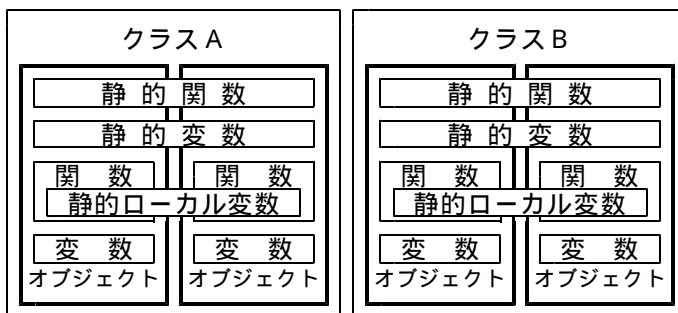 クラスA
静的関数
静的変数
関数 関数
静的ローカル変数
変数 変数
オブジェクト オブジェクト
クラスB
静的関数
静的変数
関数 関数
静的ローカル変数
変数 変数
オブジェクト オブジェクト